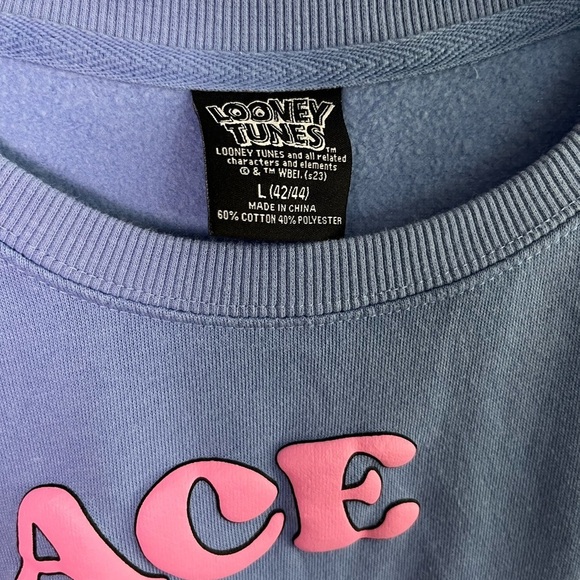 LOONEY
TUNES™
LOONEY TUNES and all related
characters and elements
© & ™ WBEI. (s23)
L (42/44)
MADE IN CHINA
60% COTTON 40% POLYESTER
ACE